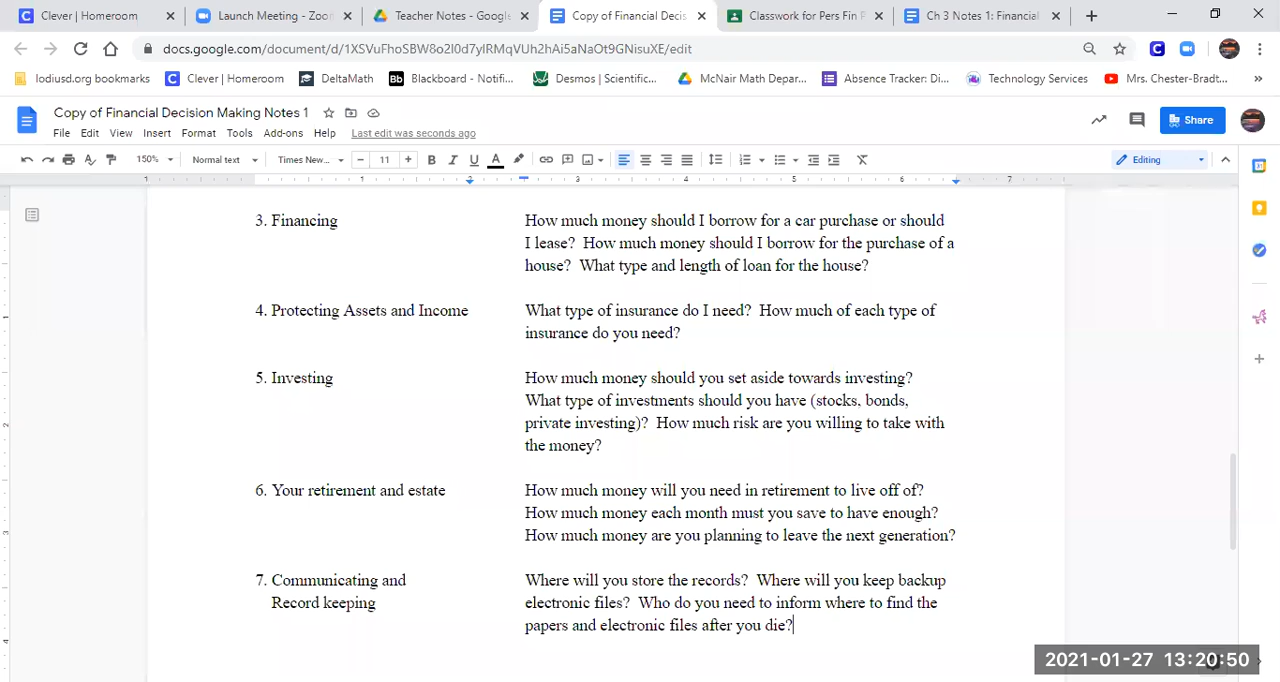 Clever | Homeroom
Launch Meeting - Zoo
Teacher Notes - Google
Copy of Financial Decis
Classwork for Pers Fin P
Ch 3 Notes 1: Financial
docs.google.com/document/d/1XSVuFhoSBW8o2l0d7ylRMqVUh2hAi5aNaOt9GNisuXE/edit
lodiusd.org bookmarks
Clever | Homeroom
DeltaMath
Bb Blackboard - Notifi...
Desmos | Scientific...
McNair Math Depar...
Absence Tracker: Di...
Technology Services
Mrs. Chester-Bradt...
Copy of Financial Decision Making Notes 1
File Edit View Insert Format Tools Add-ons Help Last edit was seconds ago
Share
150% Normal text Times New... 11 B I U A Editing
1 1 2 3 4 5 6 7
3. Financing How much money should I borrow for a car purchase or should
I lease? How much money should I borrow for the purchase of a
house? What type and length of loan for the house?
4. Protecting Assets and Income What type of insurance do I need? How much of each type of
insurance do you need?
5. Investing How much money should you set aside towards investing?
What type of investments should you have (stocks, bonds,
private investing)? How much risk are you willing to take with
the money?
6. Your retirement and estate How much money will you need in retirement to live off of?
How much money each month must you save to have enough?
How much money are you planning to leave the next generation?
7. Communicating and Where will you store the records? Where will you keep backup
Record keeping electronic files? Who do you need to inform where to find the
papers and electronic files after you die?
2021-01-27 13:20:50